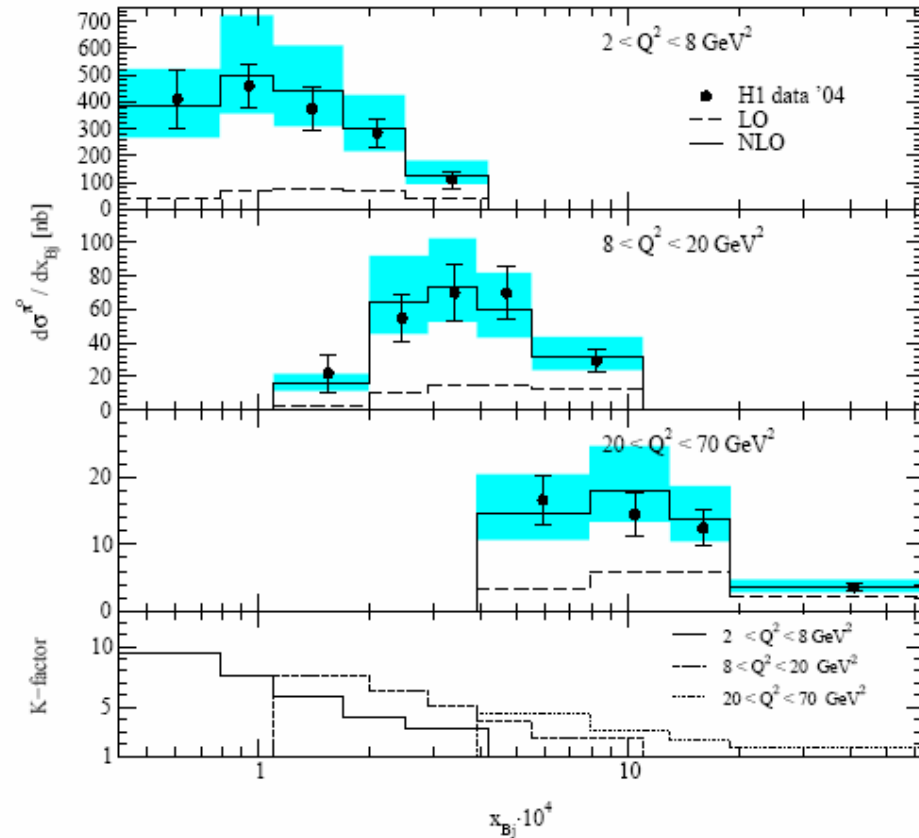 700
600
500
400
300
200
100
0
2 < Q² < 8 GeV²
H1 data '04
LO
NLO
dσ^π° / dx_Bj [nb]
100
80
60
40
20
0
8 < Q² < 20 GeV²
20
10
0
20 < Q² < 70 GeV²
K−factor
10
5
1
2 < Q² < 8 GeV²
8 < Q² < 20 GeV²
20 < Q² < 70 GeV²
1
10
x_Bj·10⁴